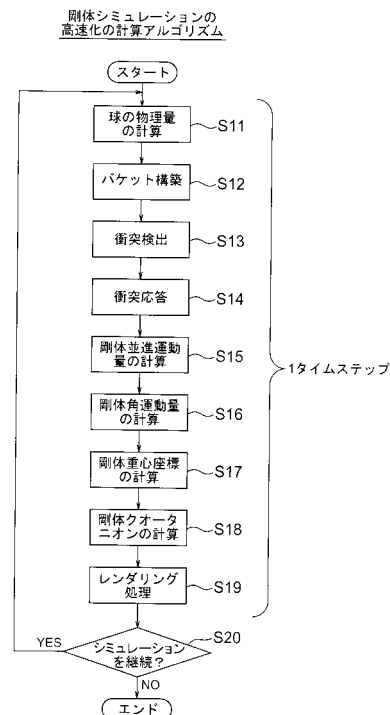 剛体シミュレーションの
高速化の計算アルゴリズム
スタート
球の物理量
の計算
S11
バケット構築
S12
衝突検出
S13
衝突応答
S14
剛体並進運動
量の計算
S15
1タイムステップ
剛体角運動量
の計算
S16
剛体重心座標
の計算
S17
剛体クオータ
ニオンの計算
S18
レンダリング
処理
S19
シミュレーション
を継続?
S20
YES
NO
エンド